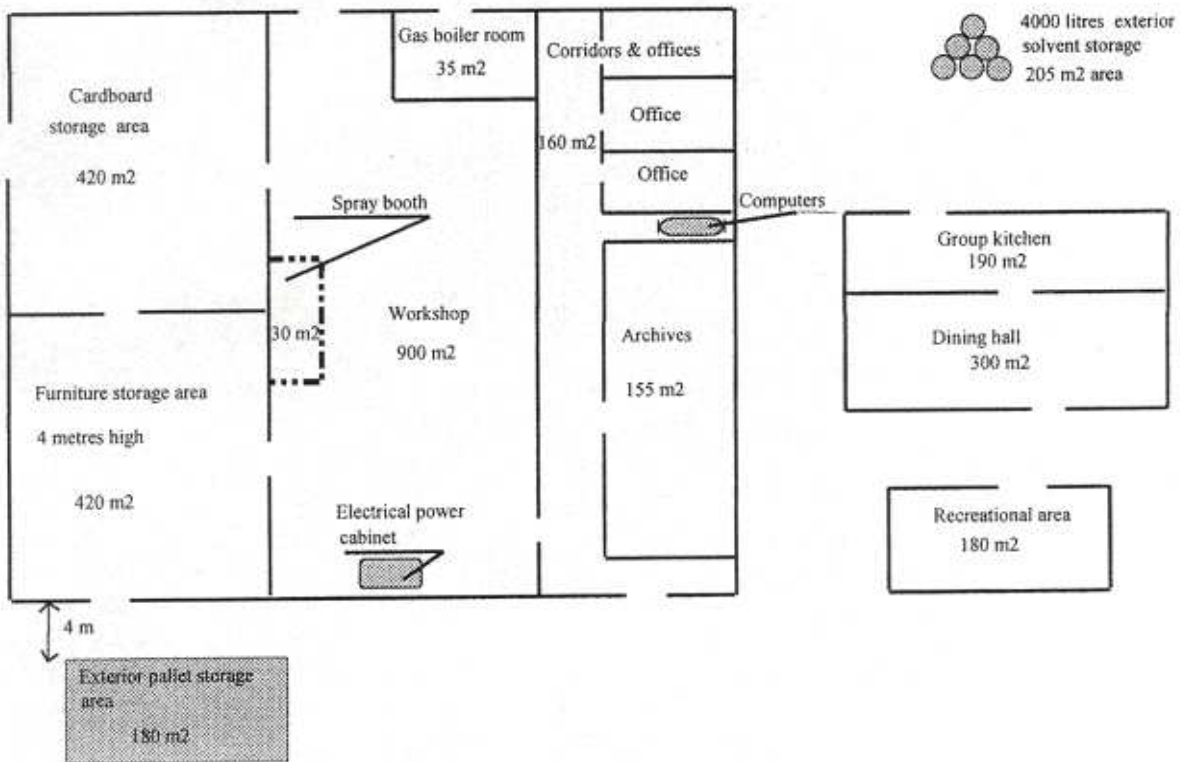 Gas boiler room
35 m2
Corridors & offices
4000 litres exterior
solvent storage
205 m2 area
Cardboard
storage area
420 m2
Office
160 m2
Office
Spray booth
Computers
Group kitchen
190 m2
30 m2
Workshop
900 m2
Archives
155 m2
Dining hall
300 m2
Furniture storage area
4 metres high
420 m2
Electrical power
cabinet
Recreational area
180 m2
4 m
Exterior pallet storage
area
180 m2